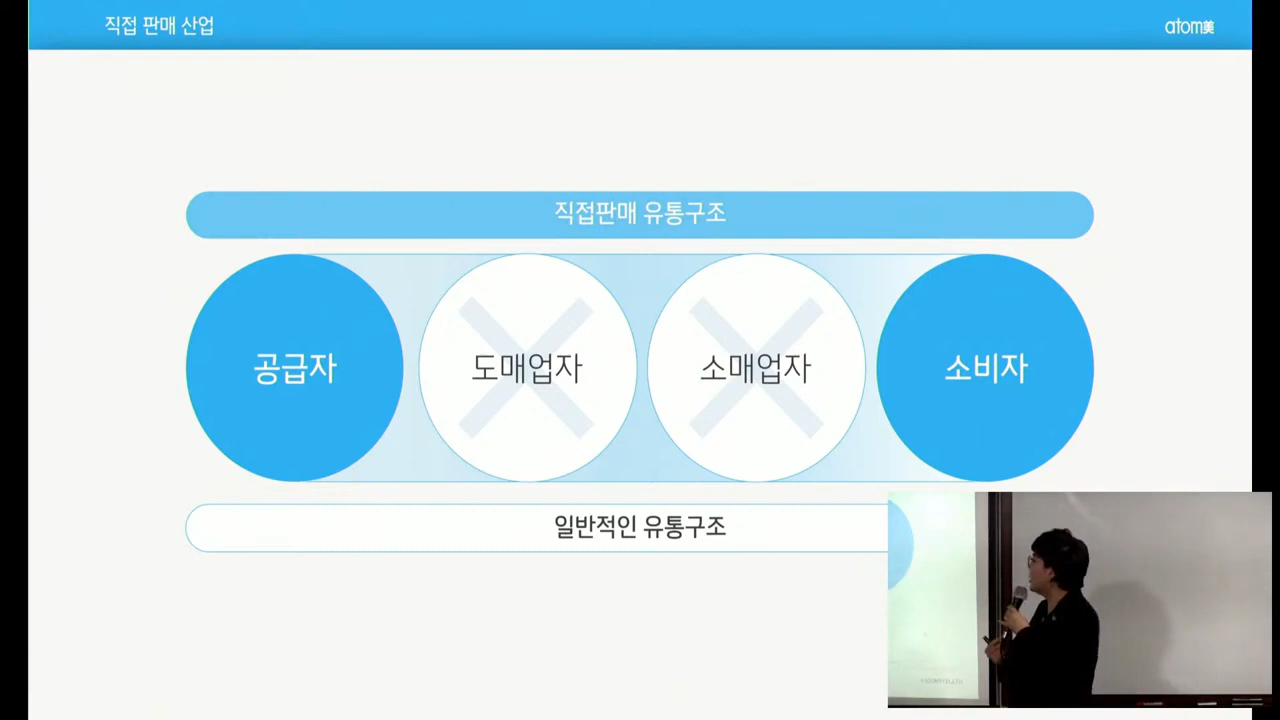 직접 판매 산업
atom美
직접판매 유통구조
공급자
도매업자
소매업자
소비자
일반적인 유통구조